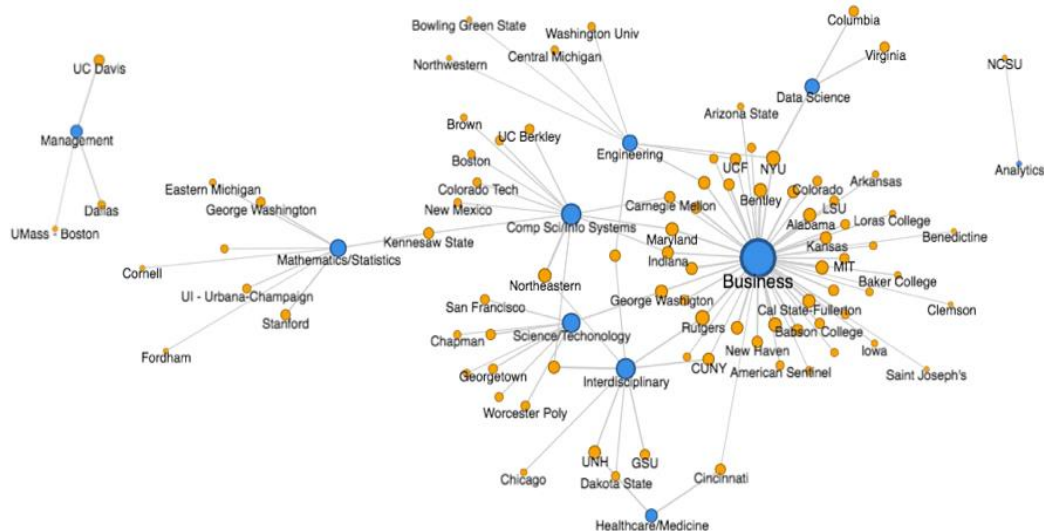 Bowling Green State
Washington Univ
Columbia
Central Michigan
Virginia
Northwestern
UC Davis
NCSU
Data Science
Arizona State
Management
Brown
UC Berkley
Engineering
UCF
NYU
Boston
Analytics
Eastern Michigan
Colorado Tech
Bentley
Colorado
Arkansas
George Washington
New Mexico
Carnegie Mellon
LSU
Dallas
Comp Sci/Info Systems
Alabama
Loras College
UMass - Boston
Kennesaw State
Maryland
Kansas
Benedictine
Mathematics/Statistics
Indiana
MIT
Cornell
Business
Baker College
Northeastern
UI - Urbana-Champaign
San Francisco
George Washigton
Cal State-Fullerton
Clemson
Stanford
Rutgers
Babson College
Science/Techonology
Chapman
New Haven
Iowa
Fordham
CUNY
American Sentinel
Saint Joseph's
Georgetown
Interdisciplinary
Worcester Poly
UNH
GSU
Chicago
Dakota State
Cincinnati
Healthcare/Medicine